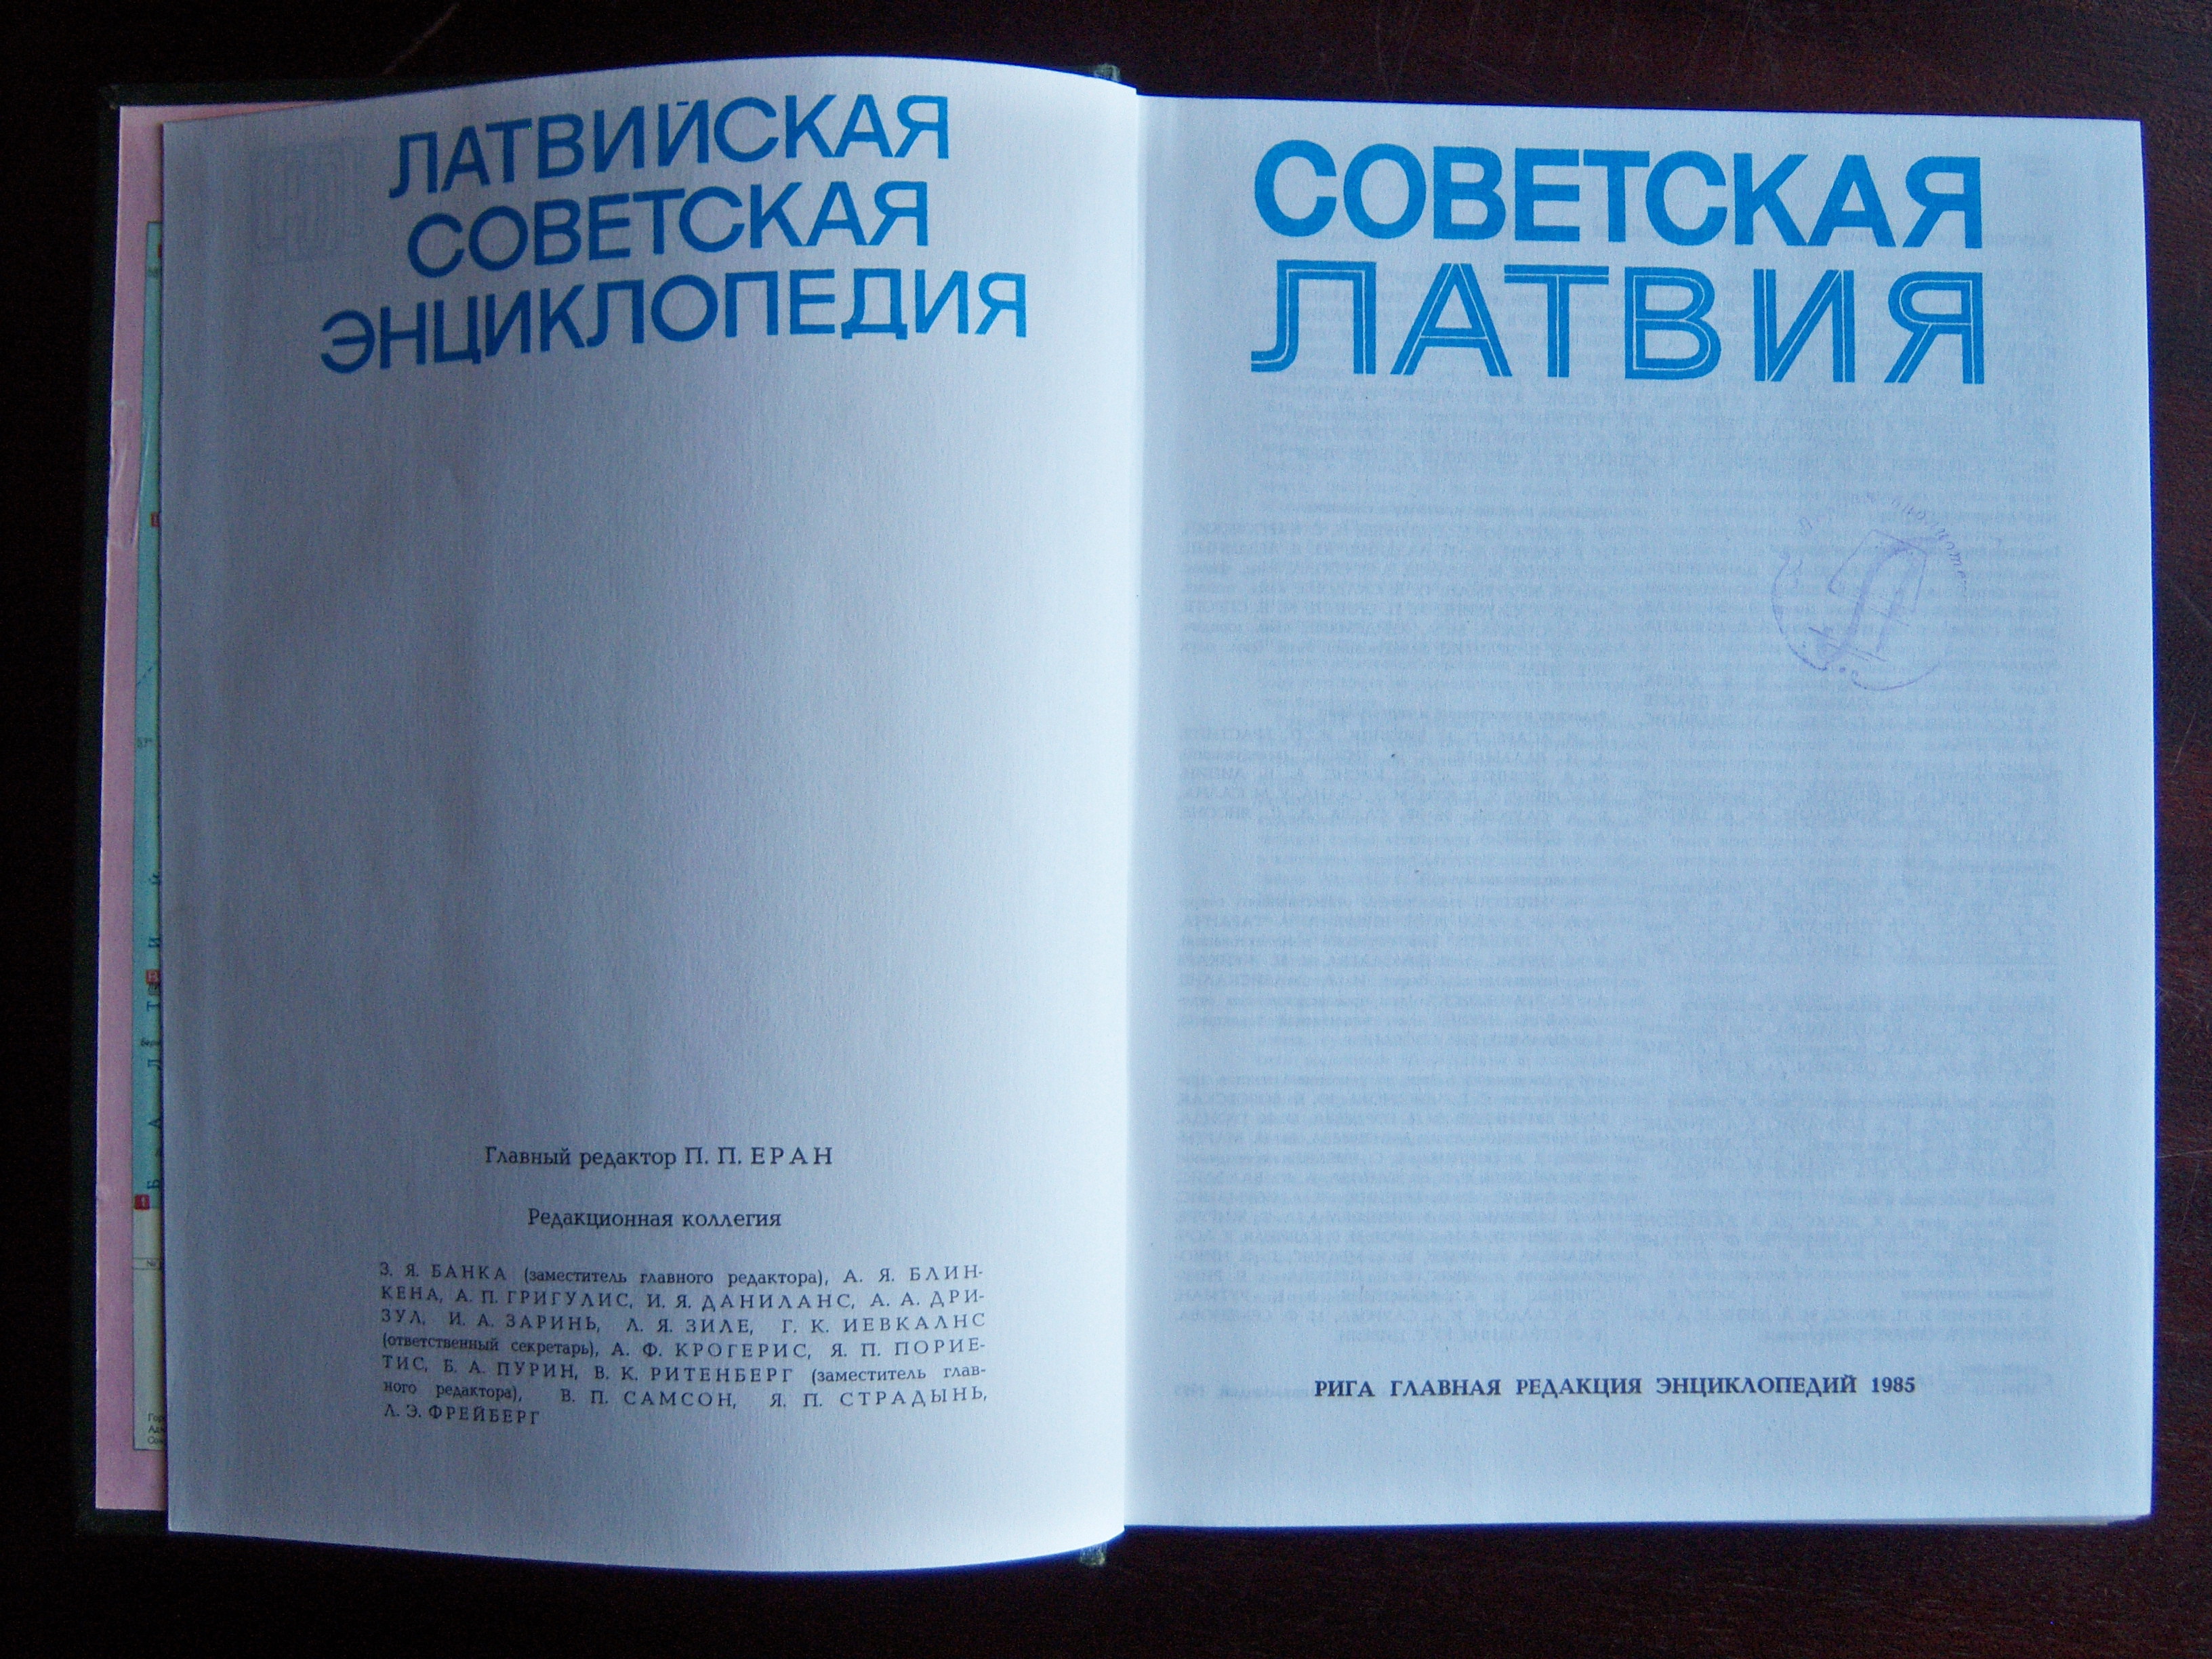 ЛАТВИЙСКАЯ
СОВЕТСКАЯ
ЭНЦИКЛОПЕДИЯ
Главный редактор П. П. ЕРАН
Редакционная коллегия
З. Я. БАНКА (заместитель главного редактора), А. Я. БЛИН-
КЕНА, А. П. ГРИГУЛИС, И. Я. ДАНИЛАНС, А. А. ДРИ-
ЗУЛ, И. А. ЗАРИНЬ, Л. Я. ЗИЛЕ, Г. К. ИЕВКАЛНС
(ответственный секретарь), А. Ф. КРОГЕРИС, Я. П. ПОРИЕ-
ТИС, Б. А. ПУРИН, В. К. РИТЕНБЕРГ (заместитель глав-
ного редактора), В. П. САМСОН, Я. П. СТРАДЫНЬ,
Л. Э. ФРЕЙБЕРГ
СОВЕТСКАЯ
ЛАТВИЯ
РИГА ГЛАВНАЯ РЕДАКЦИЯ ЭНЦИКЛОПЕДИЙ 1985